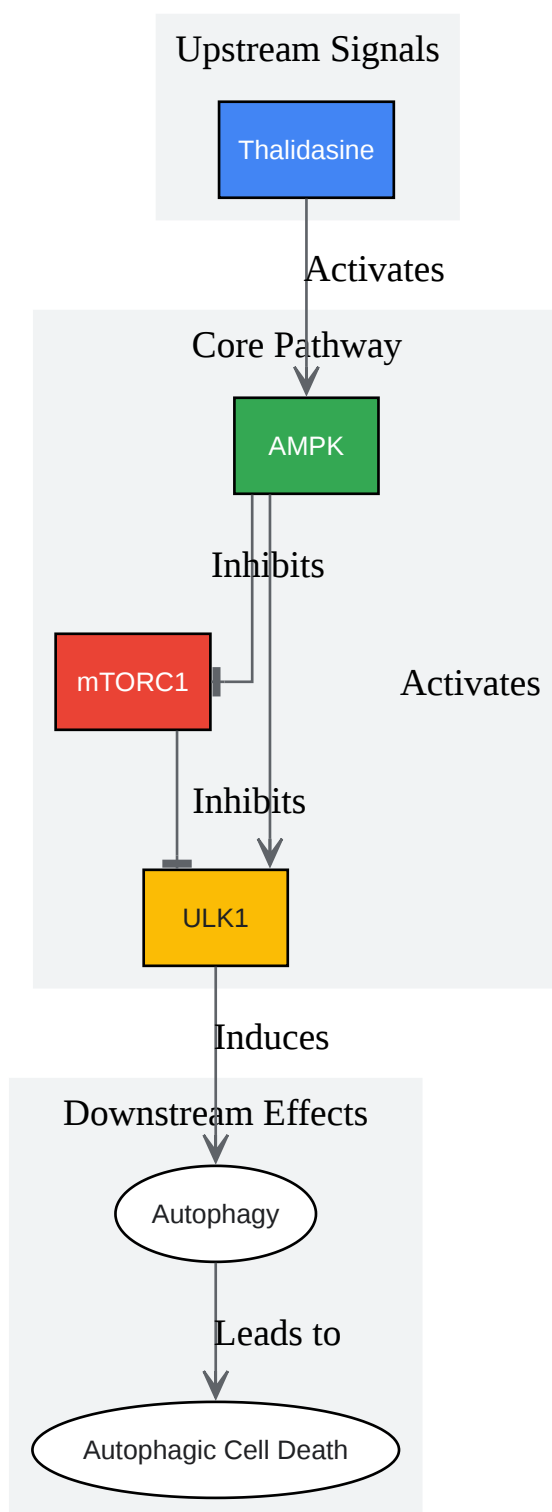 Upstream Signals
Thalidasine
Activates
Core Pathway
AMPK
Inhibits
mTORC1
Activates
Inhibits
ULK1
Induces
Downstream Effects
Autophagy
Leads to
Autophagic Cell Death